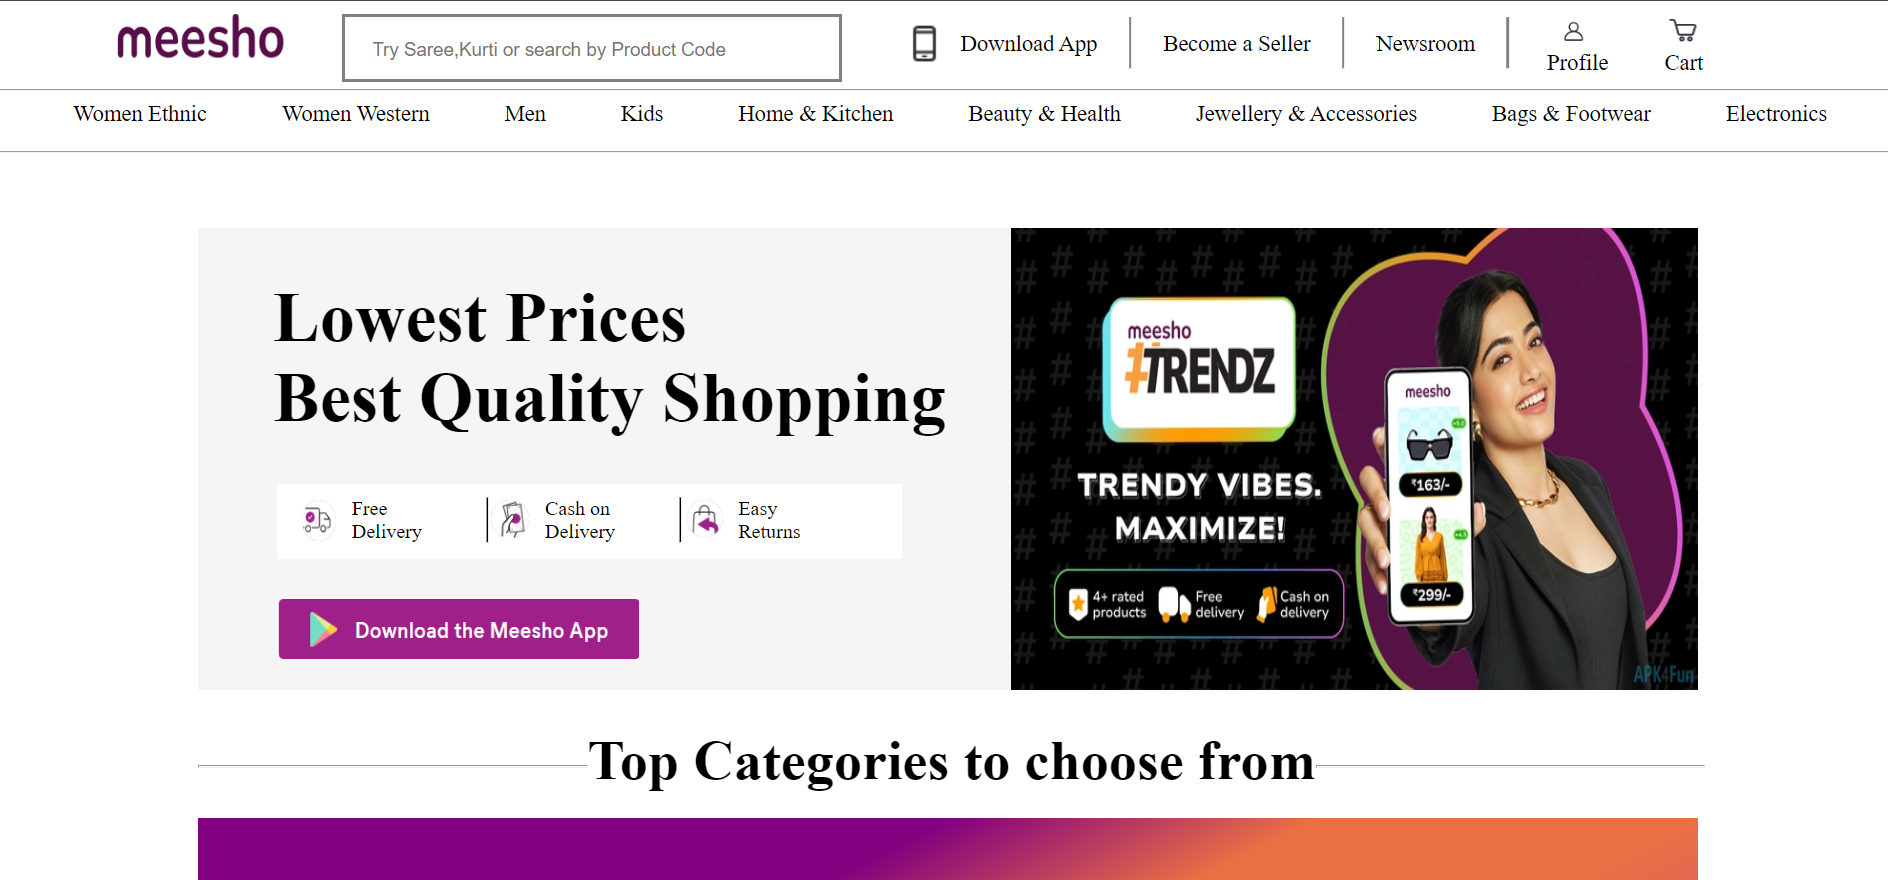 meesho
Try Saree,Kurti or search by Product Code
Download App
Become a Seller
Newsroom
Profile
Cart
Women Ethnic
Women Western
Men
Kids
Home & Kitchen
Beauty & Health
Jewellery & Accessories
Bags & Footwear
Electronics
Lowest Prices
Best Quality Shopping
Free
Delivery
Cash on
Delivery
Easy
Returns
Download the Meesho App
meesho
#TRENDZ
TRENDY VIBES.
MAXIMIZE!
4+ rated
products
Free
delivery
Cash on
delivery
meesho
₹163/-
₹299/-
APK4Fun
Top Categories to choose from